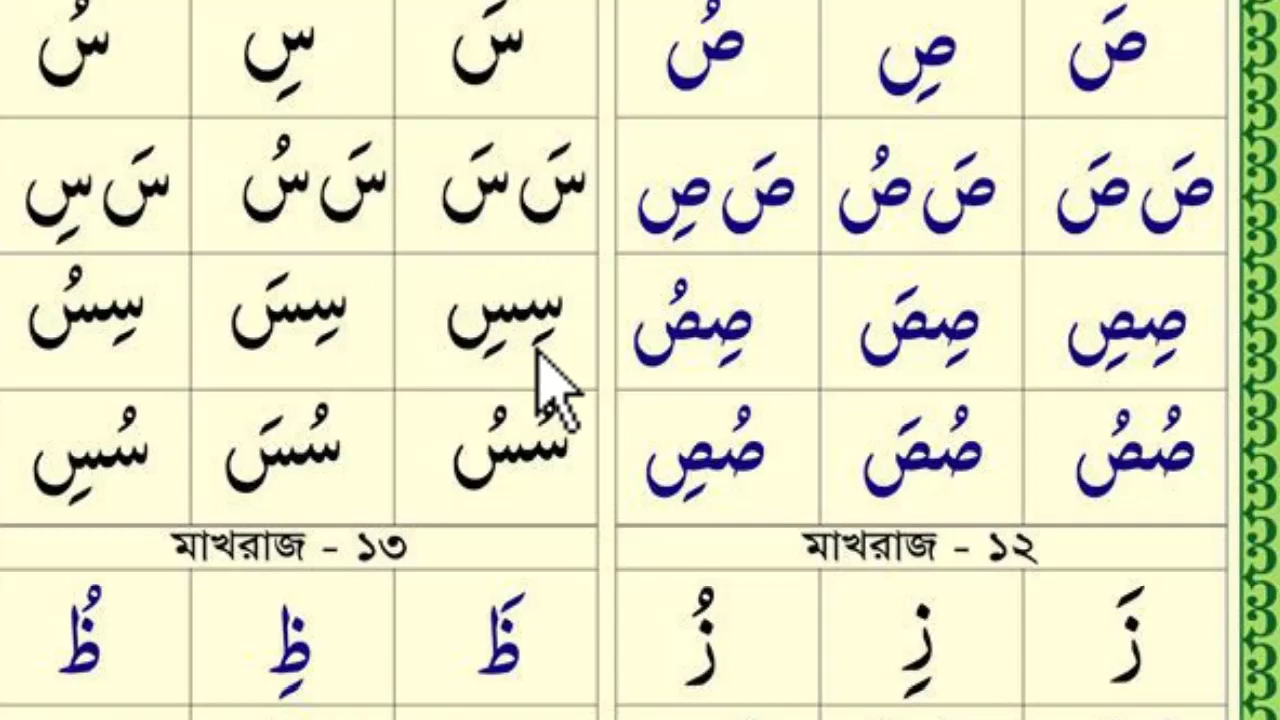 صَ صِ صُ سَ سِ سُ
صَ صَ صَ صُ صَ صِ سَ سَ سَ سُ سَ سِ
صِصِ صِصَ صِصُ سِسِ سِسَ سِسُ
صُصُ صُصَ صُصِ سُسُ سُسَ سُسِ
মাখরাজ - ১২ মাখরাজ - ১৩
زَ زِ زُ ظَ ظِ ظُ